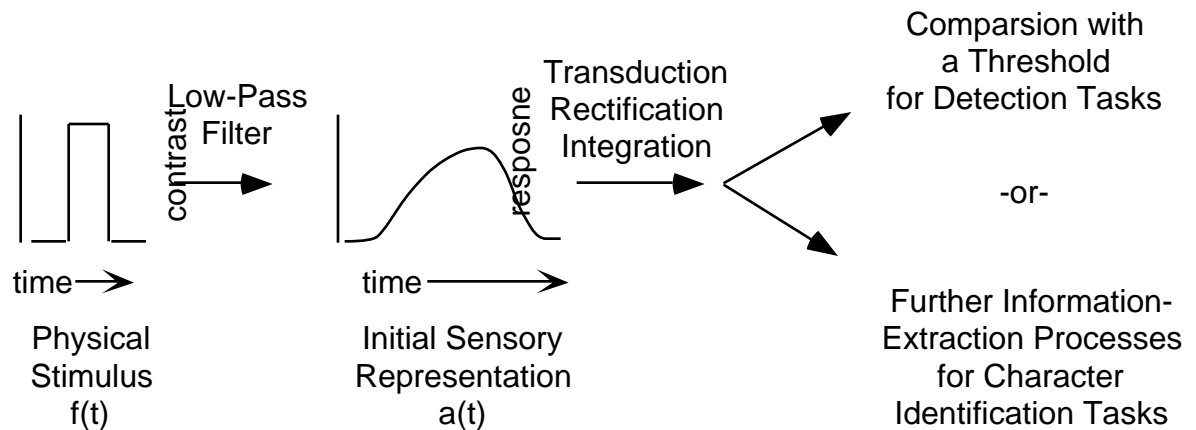 contrast
Low-Pass
Filter
response
Transduction
Rectification
Integration
Comparsion with
a Threshold
for Detection Tasks
-or-
time
time
Physical
Stimulus
f(t)
Initial Sensory
Representation
a(t)
Further Information-
Extraction Processes
for Character
Identification Tasks